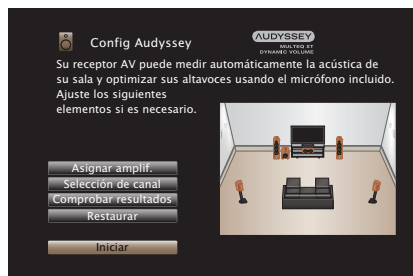 Config Audyssey
AUDYSSEY
MULTEQ XT
DYNAMIC VOLUME
Su receptor AV puede medir automáticamente la acústica de
su sala y optimizar sus altavoces usando el micrófono incluido.
Ajuste los siguientes
elementos si es necesario.
Asignar amplif.
Selección de canal
Comprobar resultados
Restaurar
Iniciar